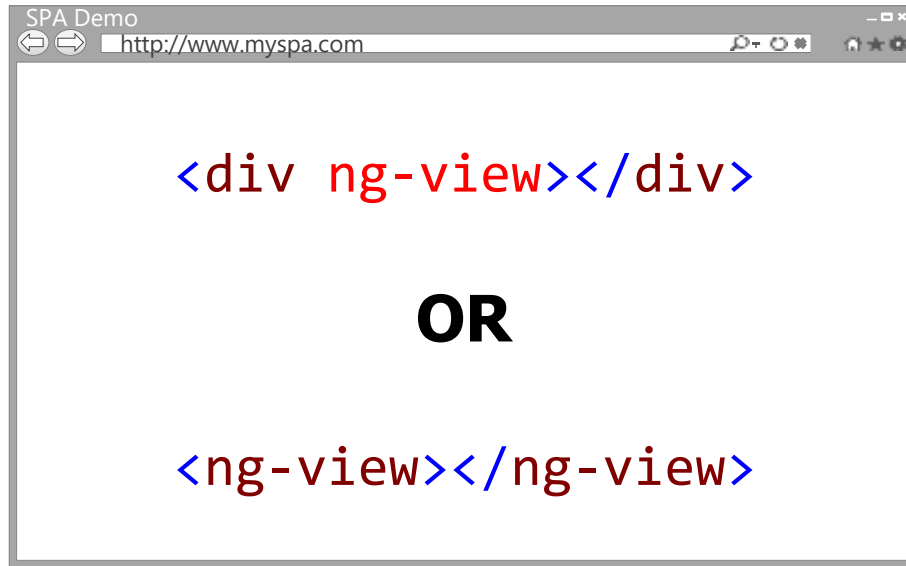 SPA Demo
http://www.myspa.com
<div ng-view></div>
OR
<ng-view></ng-view>